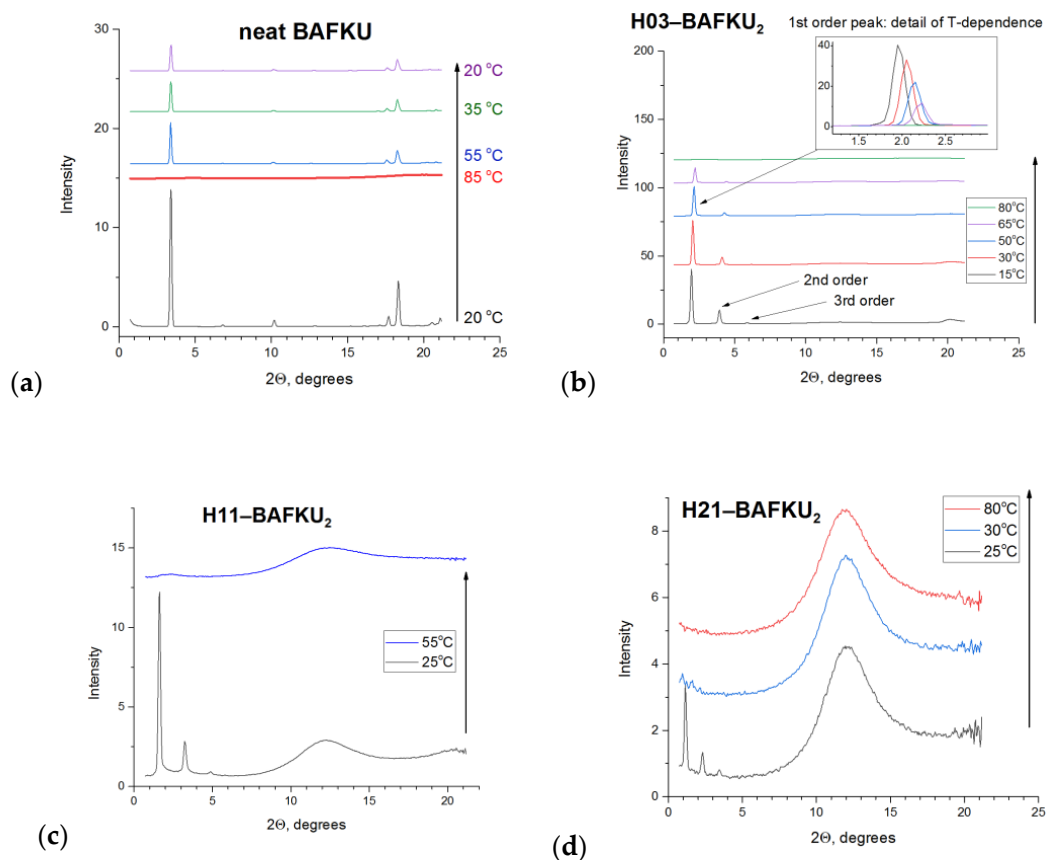 neat BAFKU
30
20
10
0
Intensity
20 °C
35 °C
55 °C
85 °C
20 °C
0 5 10 15 20 25
2Θ, degrees
(a)
H03–BAFKU₂
1st order peak: detail of T-dependence
40
20
0
1.5 2.0 2.5
200
150
100
50
0
Intensity
80°C
65°C
50°C
30°C
15°C
2nd order
3rd order
0 5 10 15 20 25
2Θ, degrees
(b)
H11–BAFKU₂
15
10
5
0
Intensity
55°C
25°C
0 5 10 15 20
2Θ, degrees
(c)
H21–BAFKU₂
8
6
4
2
0
Intensity
80°C
30°C
25°C
0 5 10 15 20 25
2Θ, degrees
(d)